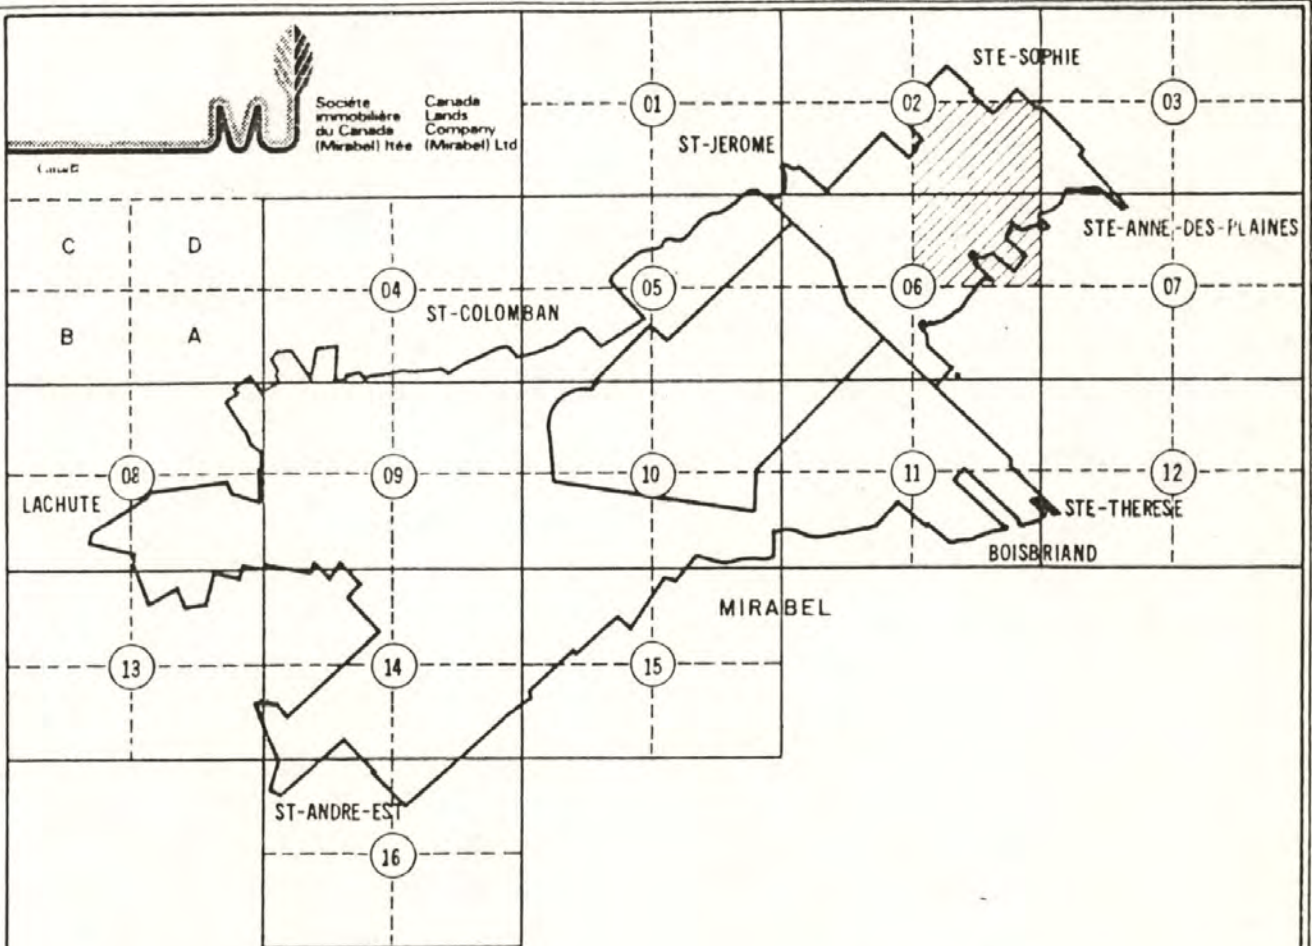 Société
immobilière
du Canada
(Mirabel) ltée
Canada
Lands
Company
(Mirabel) Ltd
STE-SOPHIE
01
02
03
ST-JEROME
C
D
STE-ANNE-DES-PLAINES
04
05
06
07
ST-COLOMBAN
B
A
08
09
10
11
12
LACHUTE
STE-THERESE
BOISBRIAND
MIRABEL
13
14
15
ST-ANDRE-EST
16